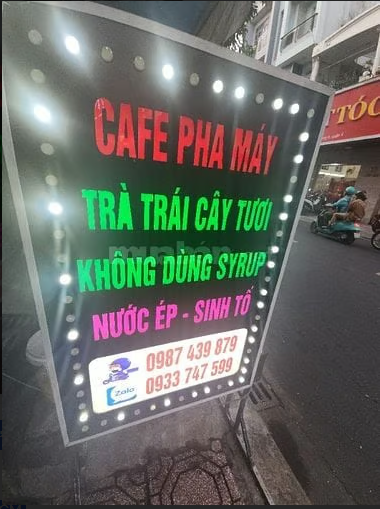 CAFE PHA MÁY
TRÀ TRÁI CÂY TƯƠI
KHÔNG DÙNG SYRUP
NƯỚC ÉP - SINH TỐ
0987 439 879
Zalo 0933 747 599
TÓC